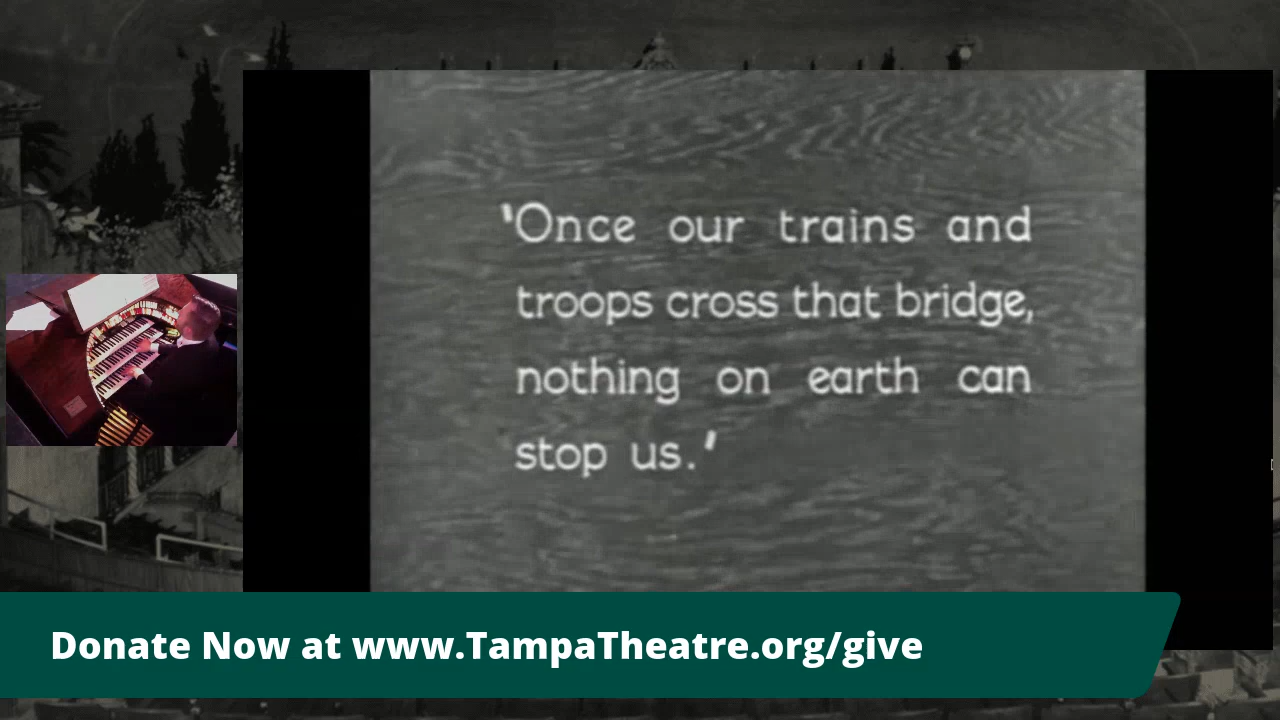 'Once our trains and
troops cross that bridge,
nothing on earth can
stop us.'
Donate Now at www.TampaTheatre.org/give